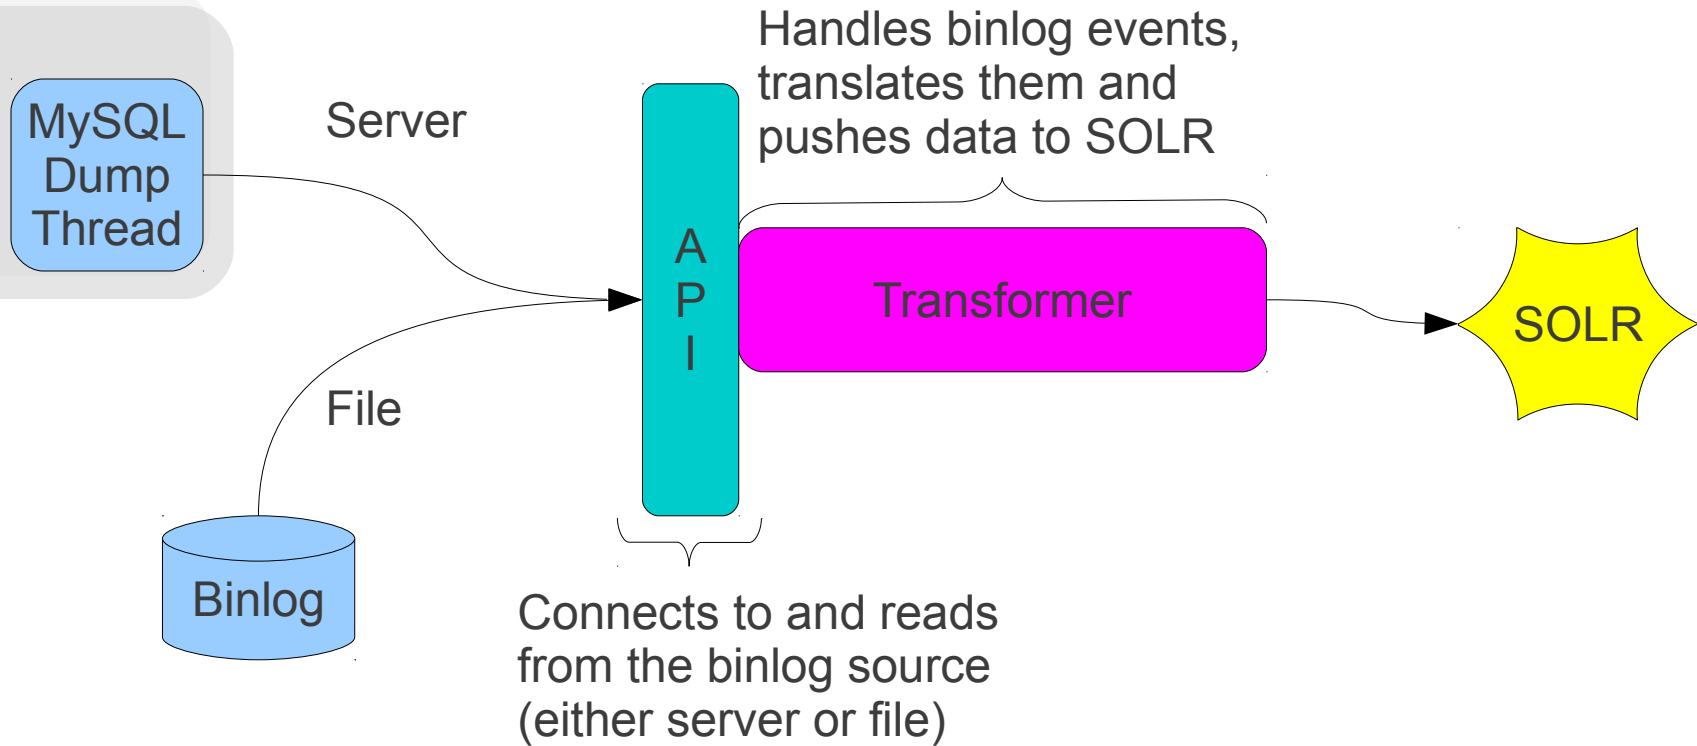 Handles binlog events,
translates them and
pushes data to SOLR
MySQL
Dump
Thread
Server
A
P
I
Transformer
SOLR
File
Binlog
Connects to and reads
from the binlog source
(either server or file)